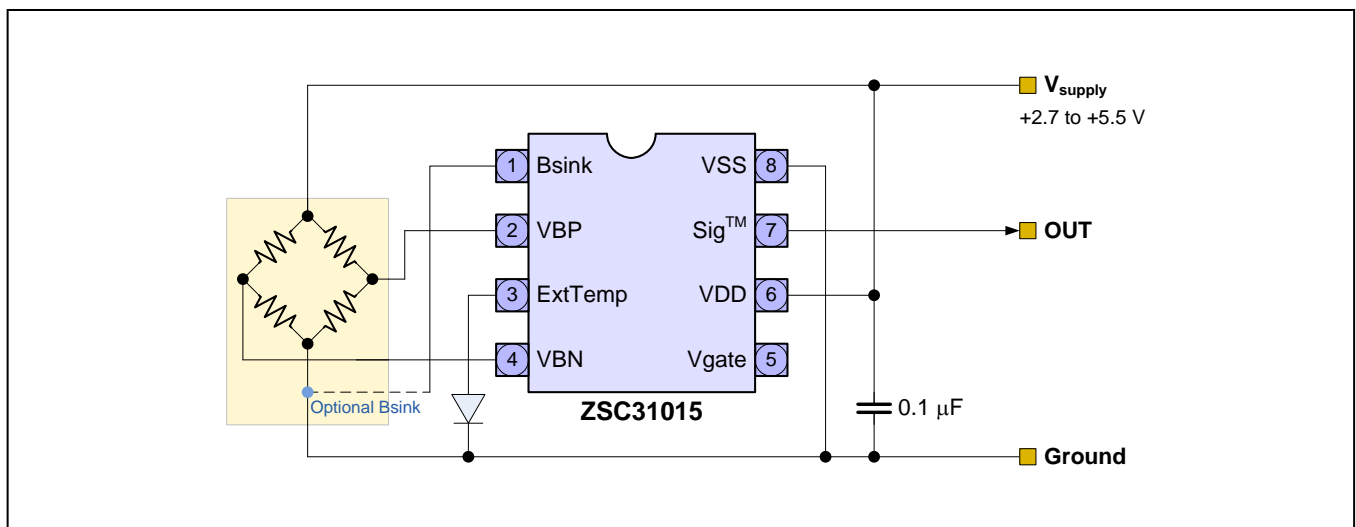 V supply
+2.7 to +5.5 V
1 Bsink VSS 8
2 VBP Sig™ 7 OUT
3 ExtTemp VDD 6
4 VBN Vgate 5
Optional Bsink
ZSC31015
0.1 μF
Ground